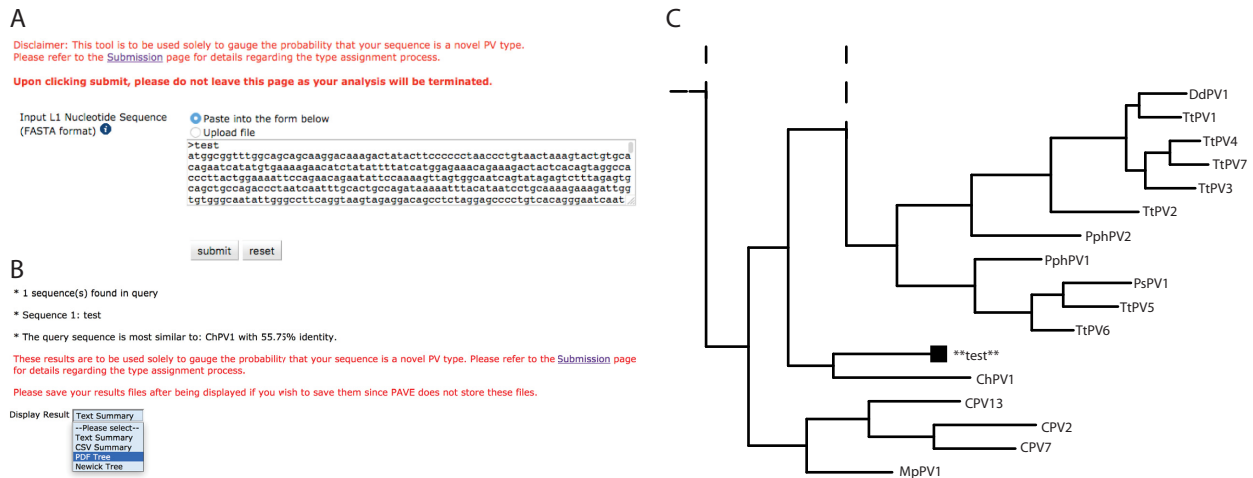 A
Disclaimer: This tool is to be used solely to gauge the probability that your sequence is a novel PV type.
Please refer to the Submission page for details regarding the type assignment process.
Upon clicking submit, please do not leave this page as your analysis will be terminated.
Input L1 Nucleotide Sequence
(FASTA format) i
Paste into the form below
Upload file
>test
atggcggtttggcagcagcaaggacaaagactatacttccccccctaaccctgtaactaaagtactgtgca
cagaatcatatgtgaaaagaacatctatattttatcatggagaaacagaaagactactcacagtaggcca
cccttactggaaaattccagaacagaatattccaaaagttagtggcaatcagtatagagtctttagagtg
cagctgccagaccctaatcaatttgcactgccagataaaaatttacataatcctgcaaaagaaagattgg
tgtgggcaatattgggccttcaggtaagtagaggacagcctctaggagcccctgtcacagggaatcaat
submit reset
B
* 1 sequence(s) found in query
* Sequence 1: test
* The query sequence is most similar to: ChPV1 with 55.75% identity.
These results are to be used solely to gauge the probability that your sequence is a novel PV type. Please refer to the Submission page
for details regarding the type assignment process.
Please save your results files after being displayed if you wish to save them since PAVE does not store these files.
Display Result Text Summary
--Please select--
Text Summary
CSV Summary
PDF Tree
Newick Tree
C
DdPV1
TtPV1
TtPV4
TtPV7
TtPV3
TtPV2
PphPV2
PphPV1
PsPV1
TtPV5
TtPV6
**test**
ChPV1
CPV13
CPV2
CPV7
MpPV1